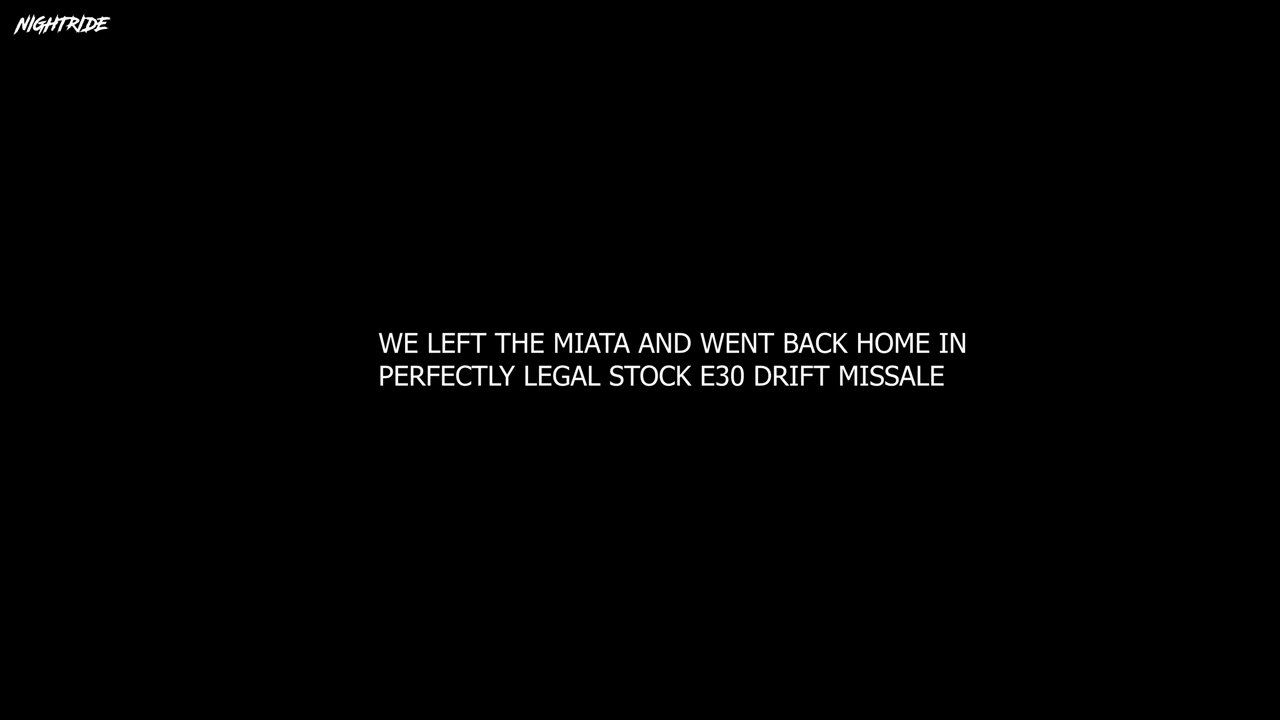 NIGHTRIDE
WE LEFT THE MIATA AND WENT BACK HOME IN
PERFECTLY LEGAL STOCK E30 DRIFT MISSALE